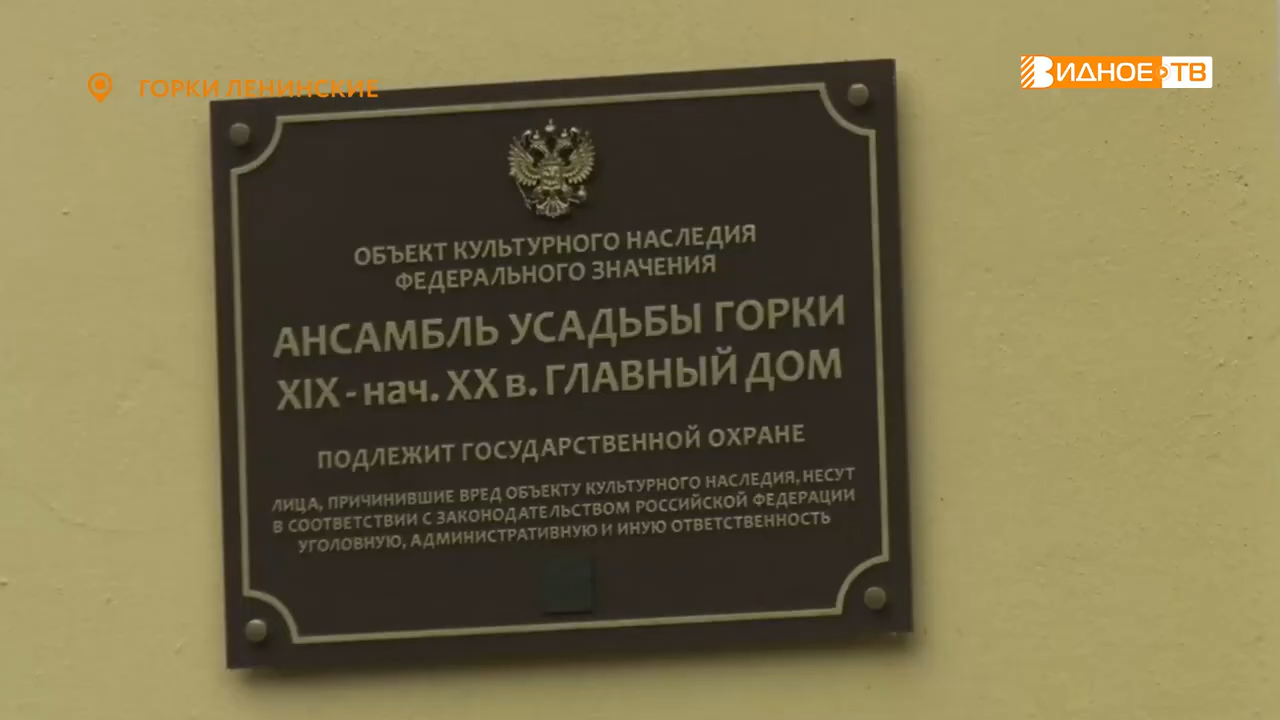 ГОРКИ ЛЕНИНСКИЕ
ВИДНОЕ ТВ
ОБЪЕКТ КУЛЬТУРНОГО НАСЛЕДИЯ
ФЕДЕРАЛЬНОГО ЗНАЧЕНИЯ
АНСАМБЛЬ УСАДЬБЫ ГОРКИ
XIX - нач. XX в. ГЛАВНЫЙ ДОМ
ПОДЛЕЖИТ ГОСУДАРСТВЕННОЙ ОХРАНЕ
ЛИЦА, ПРИЧИНИВШИЕ ВРЕД ОБЪЕКТУ КУЛЬТУРНОГО НАСЛЕДИЯ, НЕСУТ
В СООТВЕТСТВИИ С ЗАКОНОДАТЕЛЬСТВОМ РОССИЙСКОЙ ФЕДЕРАЦИИ
УГОЛОВНУЮ, АДМИНИСТРАТИВНУЮ И ИНУЮ ОТВЕТСТВЕННОСТЬ